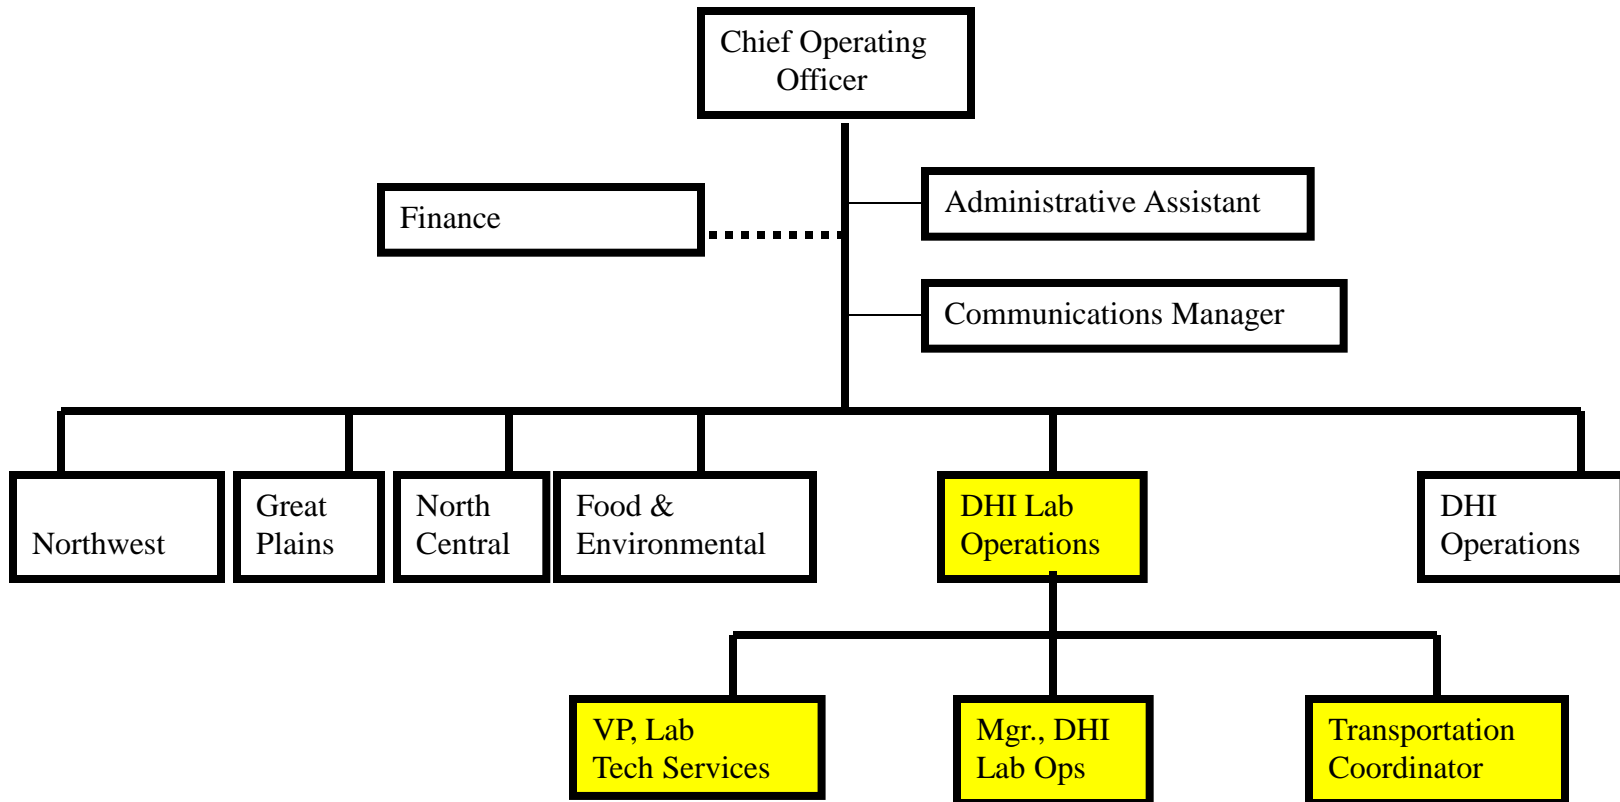 Chief Operating
Officer
Finance
Administrative Assistant
Communications Manager
Northwest
Great
Plains
North
Central
Food &
Environmental
DHI Lab
Operations
DHI
Operations
VP, Lab
Tech Services
Mgr., DHI
Lab Ops
Transportation
Coordinator